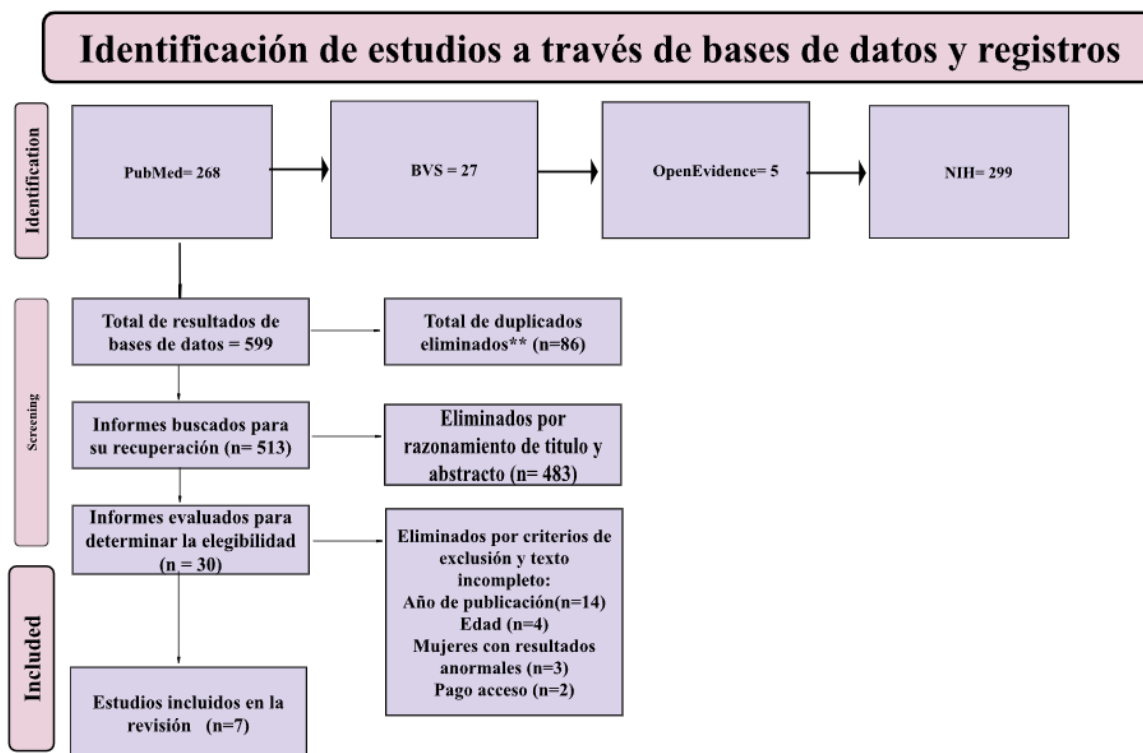 Identificación de estudios a través de bases de datos y registros
Identification
PubMed= 268
BVS = 27
OpenEvidence= 5
NIH= 299
Screening
Total de resultados de
bases de datos = 599
Total de duplicados
eliminados** (n=86)
Informes buscados para
su recuperación (n= 513)
Eliminados por
razonamiento de titulo y
abstracto (n= 483)
Informes evaluados para
determinar la elegibilidad
(n = 30)
Eliminados por criterios de
exclusión y texto
incompleto:
Año de publicación(n=14)
Edad (n=4)
Mujeres con resultados
anormales (n=3)
Pago acceso (n=2)
Included
Estudios incluidos en la
revisión (n=7)